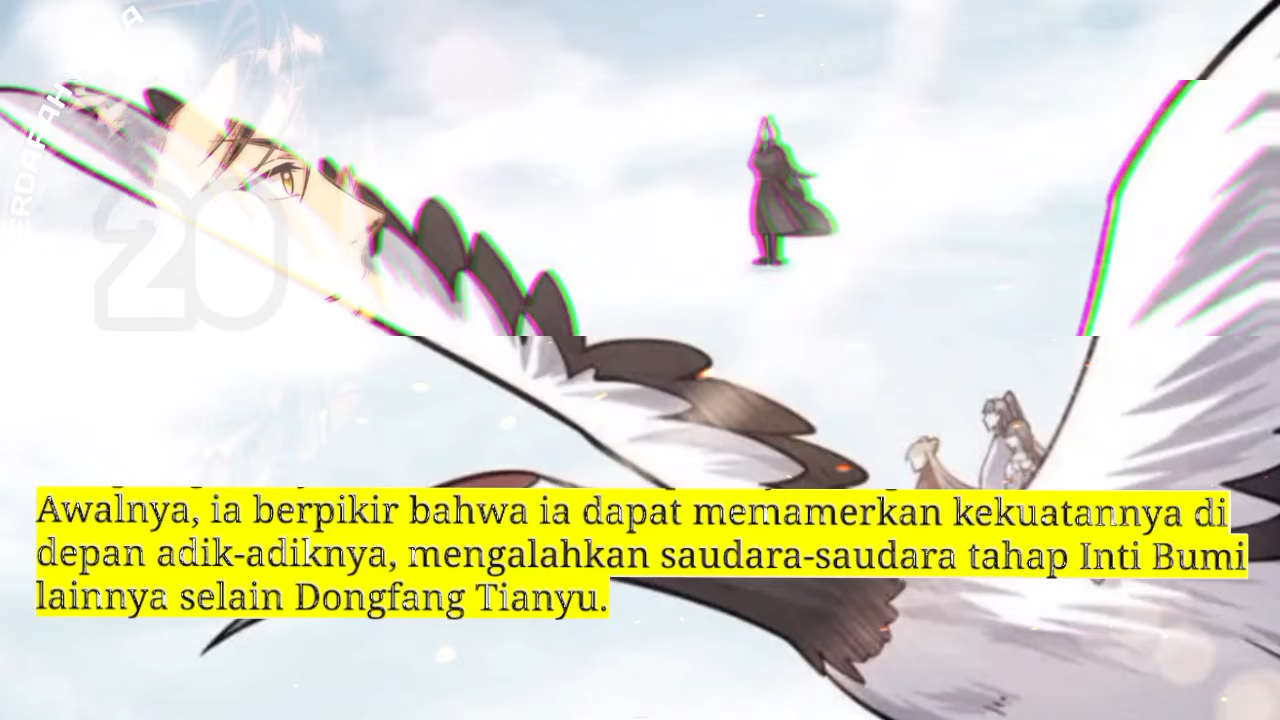 20
Awalnya, ia berpikir bahwa ia dapat memamerkan kekuatannya di
depan adik-adiknya, mengalahkan saudara-saudara tahap Inti Bumi
lainnya selain Dongfang Tianyu.